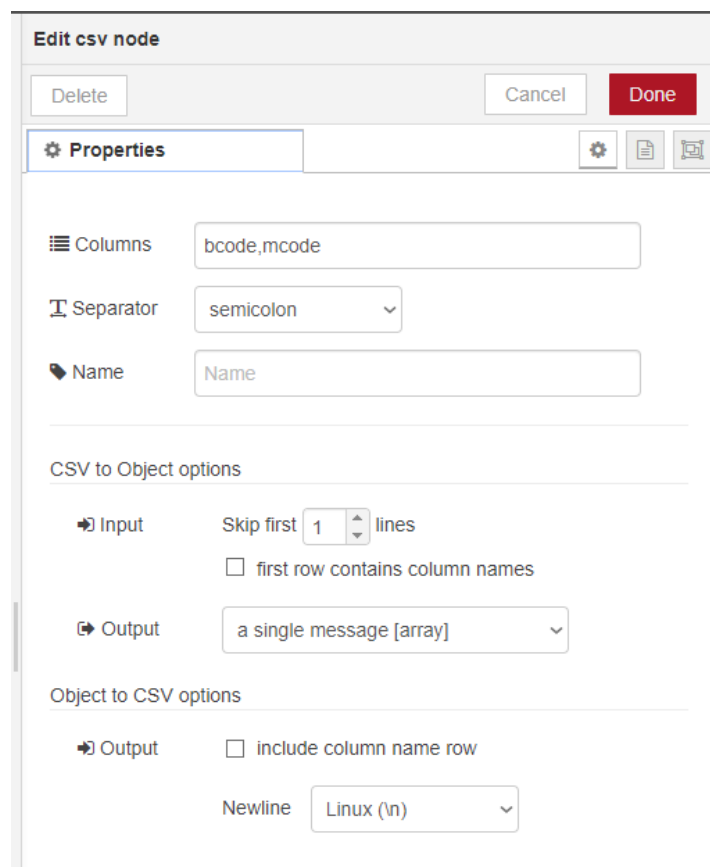 Edit csv node
Delete Cancel Done
Properties
Columns bcode,mcode
Separator semicolon
Name Name
CSV to Object options
Input Skip first 1 lines
first row contains column names
Output a single message [array]
Object to CSV options
Output include column name row
Newline Linux (\n)